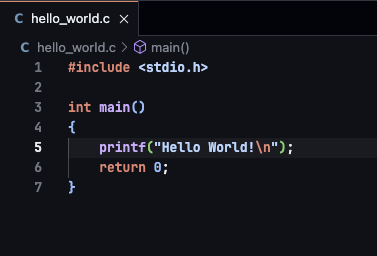 C hello_world.c ×
C hello_world.c > main()
1 #include <stdio.h>
2
3 int main()
4 {
5     printf("Hello World!\n");
6     return 0;
7 }